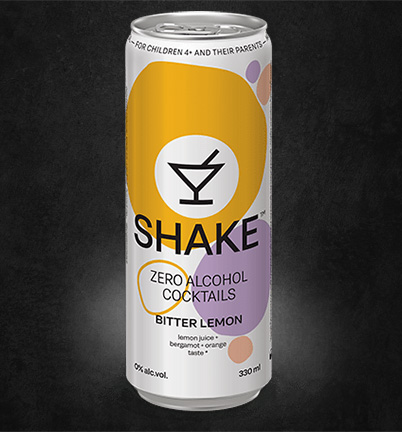 FOR CHILDREN 4+ AND THEIR PARENTS
SHAKE™
ZERO ALCOHOL
COCKTAILS
BITTER LEMON
lemon juice •
bergamot • orange
taste *
0% alc.vol.
330 ml